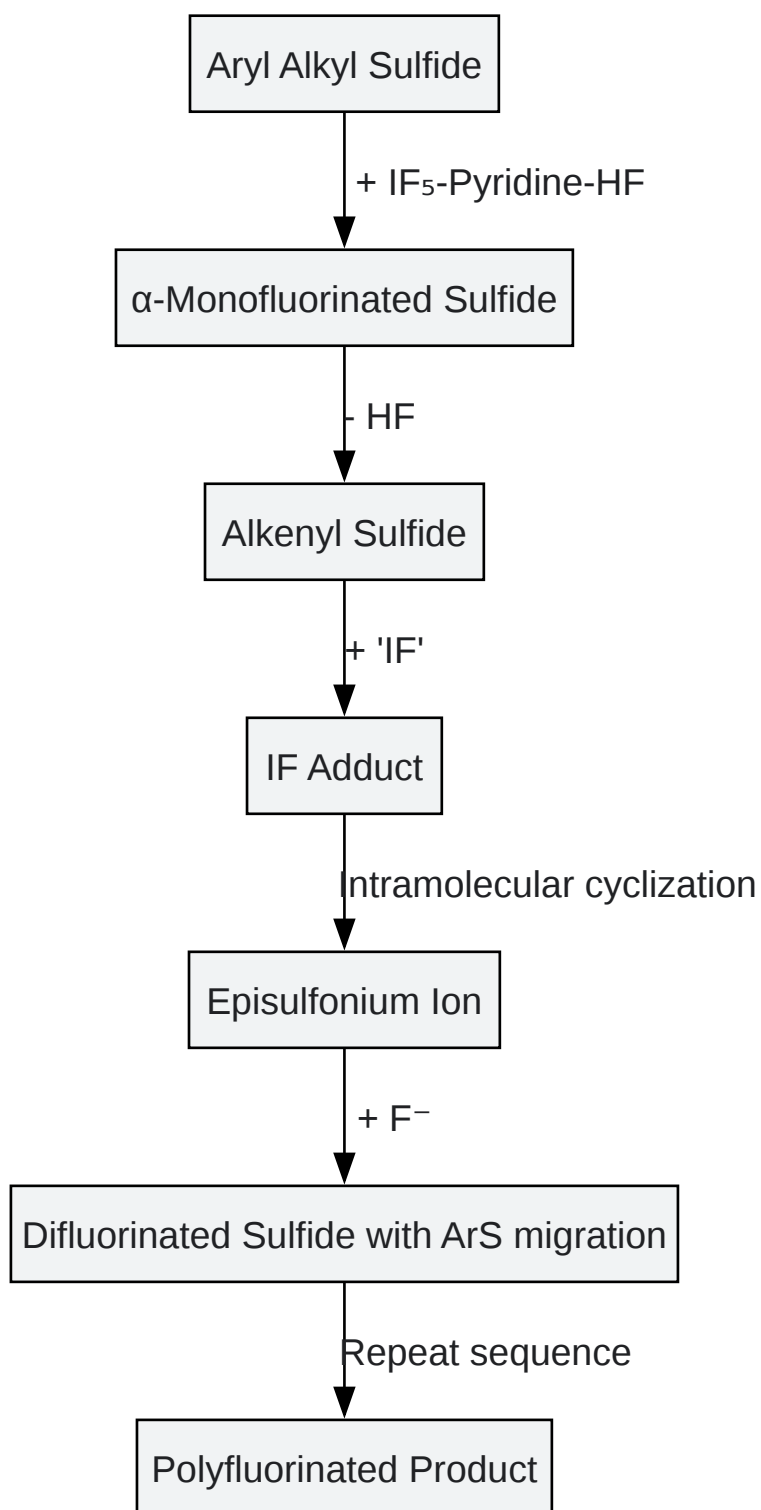 Aryl Alkyl Sulfide
+ IF₅-Pyridine-HF
α-Monofluorinated Sulfide
- HF
Alkenyl Sulfide
+ 'IF'
IF Adduct
Intramolecular cyclization
Episulfonium Ion
+ F⁻
Difluorinated Sulfide with ArS migration
Repeat sequence
Polyfluorinated Product